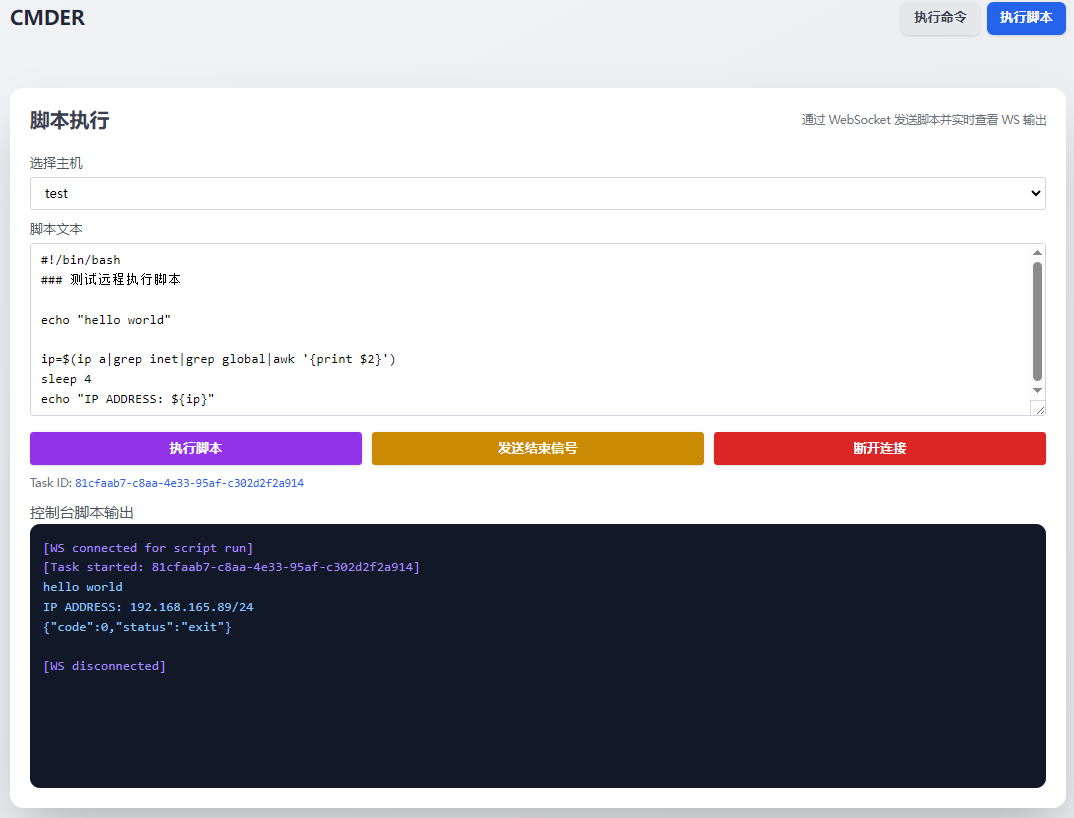 CMDER
执行命令
执行脚本
脚本执行
通过 WebSocket 发送脚本并实时查看 WS 输出
选择主机
test
脚本文本
#!/bin/bash
### 测试远程执行脚本
echo "hello world"
ip=$(ip a|grep inet|grep global|awk '{print $2}')
sleep 4
echo "IP ADDRESS: ${ip}"
执行脚本
发送结束信号
断开连接
Task ID: 81cfaab7-c8aa-4e33-95af-c302d2f2a914
控制台脚本输出
[WS connected for script run]
[Task started: 81cfaab7-c8aa-4e33-95af-c302d2f2a914]
hello world
IP ADDRESS: 192.168.165.89/24
{"code":0,"status":"exit"}
[WS disconnected]